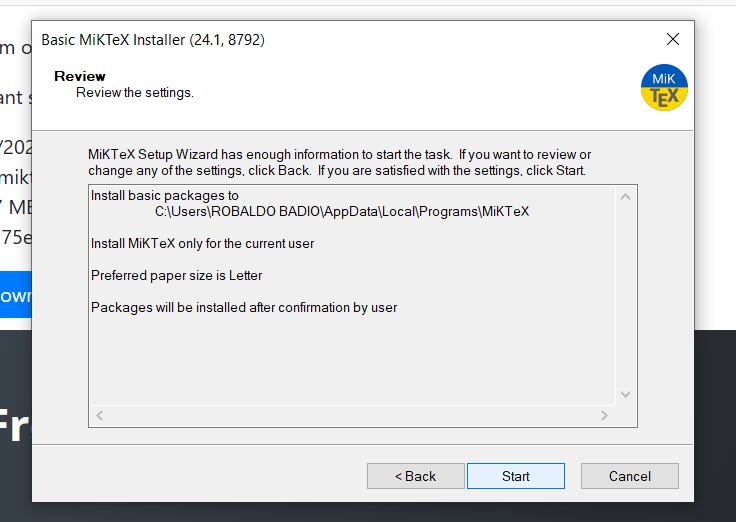 Basic MiKTeX Installer (24.1, 8792)
m o
Review
Review the settings.
MiK
TEX
ant s
/202
MiKTeX Setup Wizard has enough information to start the task. If you want to review or
change any of the settings, click Back. If you are satisfied with the settings, click Start.
mikt
Install basic packages to
C:\Users\ROBALDO BADIO\AppData\Local\Programs\MiKTeX
7 MB
75e
Install MiKTeX only for the current user
Preferred paper size is Letter
own
Packages will be installed after confirmation by user
Fr
< Back
Start
Cancel